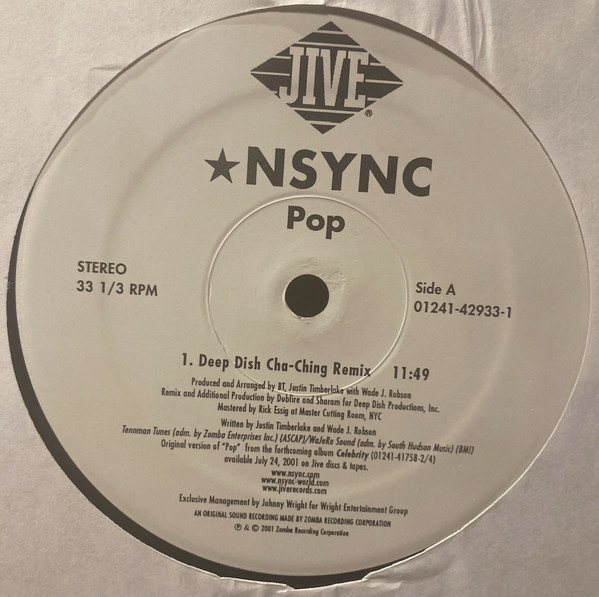 JIVE®
★NSYNC
Pop
STEREO
33 1/3 RPM
Side A
01241-42933-1
1. Deep Dish Cha-Ching Remix 11:49
Produced and Arranged by BT, Justin Timberlake with Wade J. Robson
Remix and Additional Production by Dubfire and Sharam for Deep Dish Productions, Inc.
Mastered by Rick Essig at Master Cutting Room, NYC
Written by Justin Timberlake and Wade J. Robson
Tennman Tunes (adm. by Zomba Enterprises Inc.) (ASCAP)/WaJeRo Sound (adm. by South Hudson Music) (BMI)
Original version of "Pop" from the forthcoming album Celebrity (01241-41758-2/4)
available July 24, 2001 on Jive discs & tapes.
www.nsync.com
www.nsync-world.com
www.jiverecords.com
Exclusive Management by Johnny Wright for Wright Entertainment Group
AN ORIGINAL SOUND RECORDING MADE BY ZOMBA RECORDING CORPORATION
℗ & © 2001 Zomba Recording Corporation